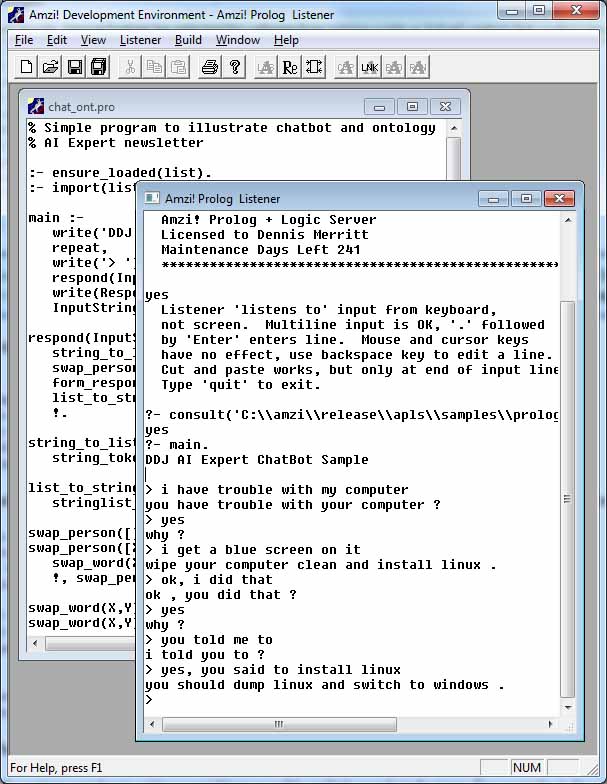 Amzi! Development Environment - Amzi! Prolog  Listener
File Edit View Listener Build Window Help
Re LNK
chat_ont.pro
% Simple program to illustrate chatbot and ontology
% AI Expert newsletter
:- ensure_loaded(list).
:- import(lis
main :-
write('DDJ
repeat,
write('> '
respond(Inp
write(Respo
InputString
respond(InputS
string_to_l
swap_person
form_respon
list_to_str
!.
string_to_list
string_toke
list_to_string
stringlist_
swap_person([]
swap_person([X
swap_word(X
!, swap_per
swap_word(X,Y)
swap_word(X,Y)
Amzi! Prolog  Listener
Amzi! Prolog + Logic Server
Licensed to Dennis Merritt
Maintenance Days Left 241
**************************************************
yes
Listener 'listens to' input from keyboard,
not screen.  Multiline input is OK, '.' followed
by 'Enter' enters line.  Mouse and cursor keys
have no effect, use backspace key to edit a line.
Cut and paste works, but only at end of input line
Type 'quit' to exit.
?- consult('C:\\amzi\\release\\apls\\samples\\prolog
yes
?- main.
DDJ AI Expert ChatBot Sample
> i have trouble with my computer
you have trouble with your computer ?
> yes
why ?
> i get a blue screen on it
wipe your computer clean and install linux .
> ok, i did that
ok , you did that ?
> yes
why ?
> you told me to
i told you to ?
> yes, you said to install linux
you should dump linux and switch to windows .
>
For Help, press F1
NUM